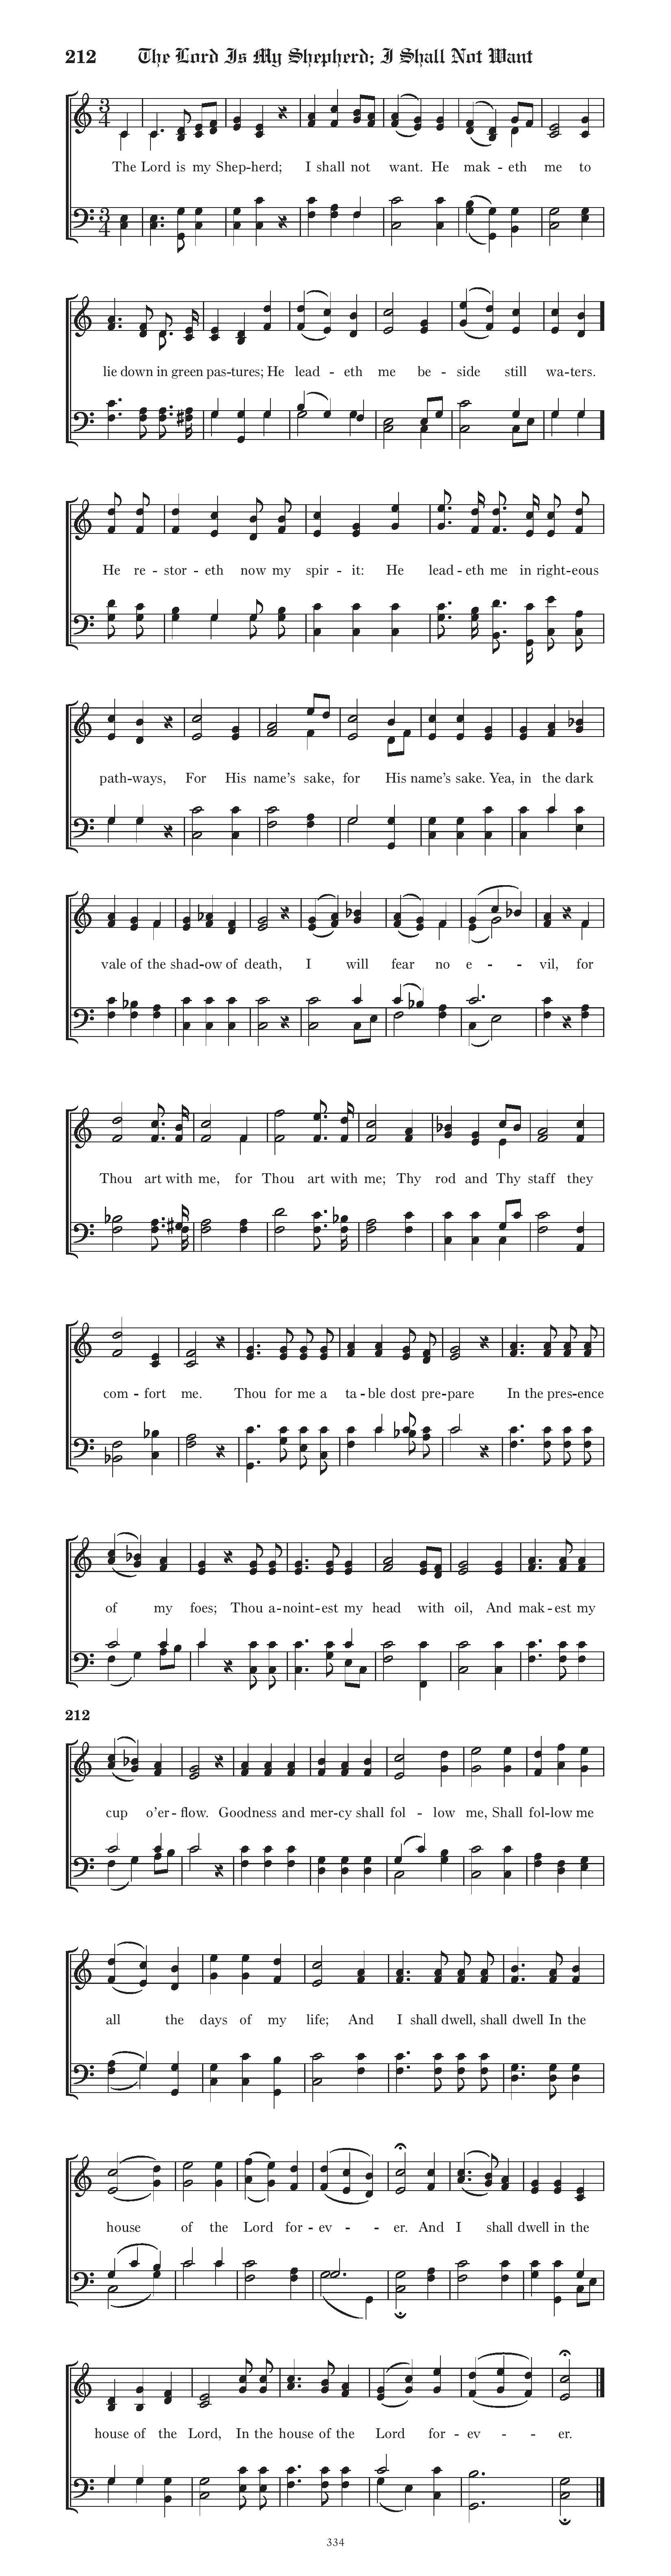 212 The Lord Is My Shepherd; I Shall Not Want
The Lord is my Shep-herd; I shall not want. He mak - eth me to
lie down in green pas-tures; He lead - eth me be - side still wa-ters.
He re - stor - eth now my spir - it: He lead - eth me in right-eous
path-ways, For His name's sake, for His name's sake. Yea, in the dark
vale of the shad-ow of death, I will fear no e - - vil, for
Thou art with me, for Thou art with me; Thy rod and Thy staff they
com - fort me. Thou for me a ta - ble dost pre-pare In the pres-ence
of my foes; Thou a-noint-est my head with oil, And mak-est my
212
cup o'er - flow. Goodness and mer-cy shall fol - low me, Shall fol-low me
all the days of my life; And I shall dwell, shall dwell In the
house of the Lord for - ev - - er. And I shall dwell in the
house of the Lord, In the house of the Lord for - ev - - er.
334